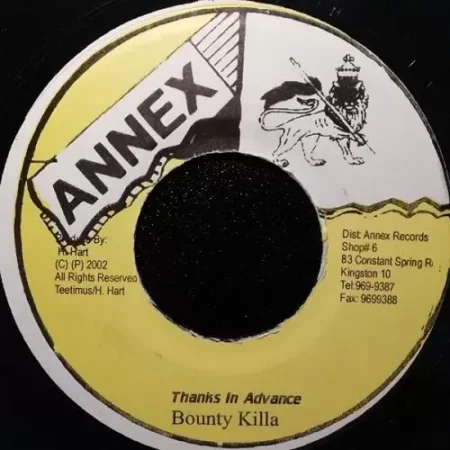 ANNEX
By:
H. Hart
(C) (P) 2002
All Rights Reserved
Teetimus/H. Hart
Dist: Annex Records
Shop# 6
83 Constant Spring R
Kingston 10
Tel:969-9387
Fax: 9699388
Thanks In Advance
Bounty Killa